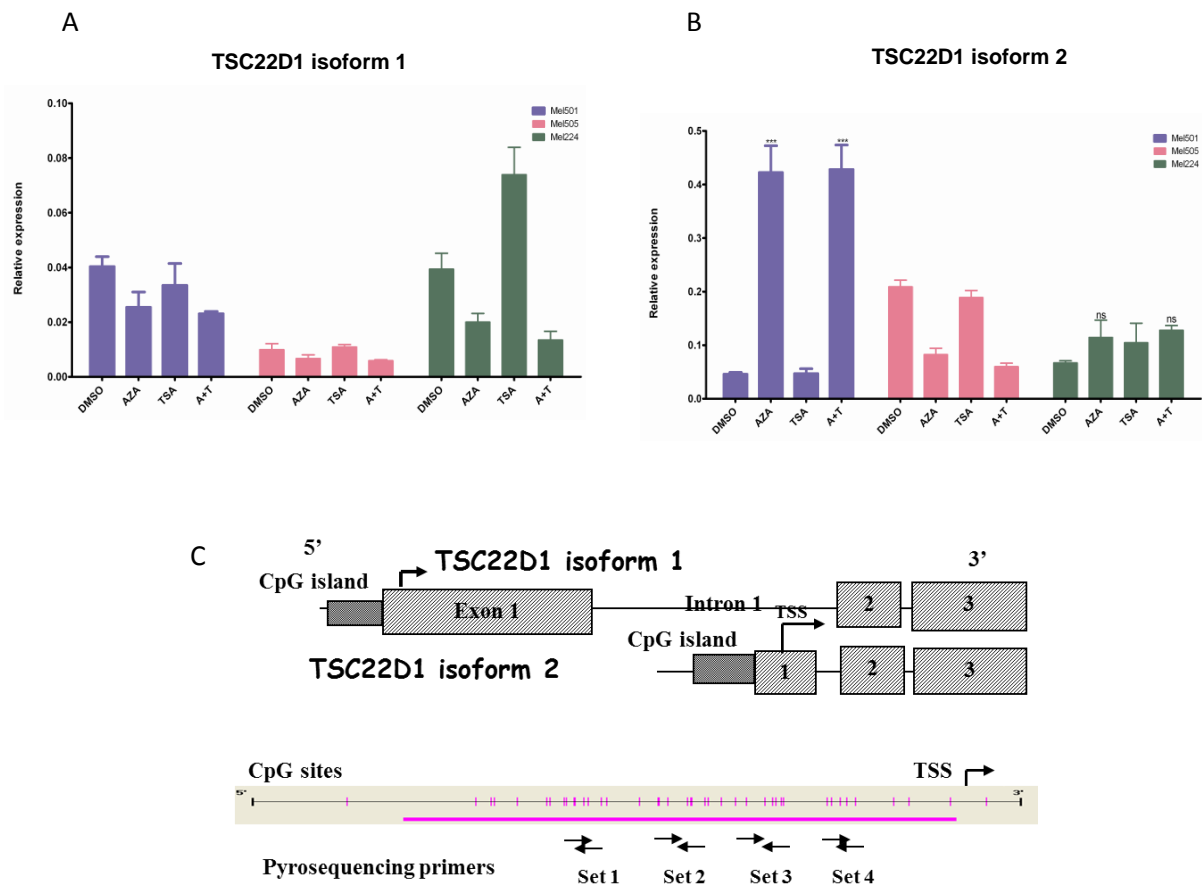 A
TSC22D1 isoform 1
Relative expression
0.10
0.08
0.06
0.04
0.02
0.00
Mel501
Mel505
Mel224
DMSO
AZA
TSA
A+T
DMSO
AZA
TSA
A+T
DMSO
AZA
TSA
A+T
B
TSC22D1 isoform 2
Relative expression
0.5
0.4
0.3
0.2
0.1
0.0
Mel501
Mel505
Mel224
***
***
ns
ns
DMSO
AZA
TSA
A+T
DMSO
AZA
TSA
A+T
DMSO
AZA
TSA
A+T
C
5’
TSC22D1 isoform 1
3’
CpG island
Exon 1
Intron 1
2
3
TSS
CpG island
TSC22D1 isoform 2
1
2
3
CpG sites
TSS
5'
3'
Pyrosequencing primers
Set 1
Set 2
Set 3
Set 4